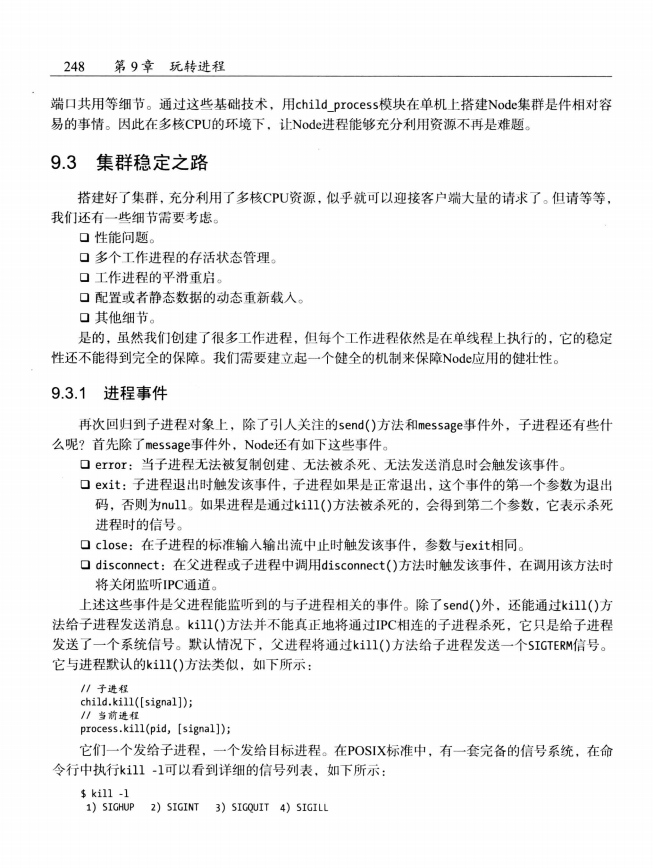 248 第 9 章 玩转进程
端口共用等细节。通过这些基础技术，用child_process模块在单机上搭建Node集群是件相对容
易的事情。因此在多核CPU的环境下，让Node进程能够充分利用资源不再是难题。
9.3 集群稳定之路
搭建好了集群，充分利用了多核CPU资源，似乎就可以迎接客户端大量的请求了。但请等等，
我们还有一些细节需要考虑。
❑ 性能问题。
❑ 多个工作进程的存活状态管理。
❑ 工作进程的平滑重启。
❑ 配置或者静态数据的动态重新载入。
❑ 其他细节。
是的，虽然我们创建了很多工作进程，但每个工作进程依然是在单线程上执行的，它的稳定
性还不能得到完全的保障。我们需要建立起一个健全的机制来保障Node应用的健壮性。
9.3.1 进程事件
再次回归到子进程对象上，除了引人关注的send()方法和message事件外，子进程还有些什
么呢？首先除了message事件外，Node还有如下这些事件。
❑ error：当子进程无法被复制创建、无法被杀死、无法发送消息时会触发该事件。
❑ exit：子进程退出时触发该事件，子进程如果是正常退出，这个事件的第一个参数为退出
码，否则为null。如果进程是通过kill()方法被杀死的，会得到第二个参数，它表示杀死
进程时的信号。
❑ close：在子进程的标准输入输出流中止时触发该事件，参数与exit相同。
❑ disconnect：在父进程或子进程中调用disconnect()方法时触发该事件，在调用该方法时
将关闭监听IPC通道。
上述这些事件是父进程能监听到的与子进程相关的事件。除了send()外，还能通过kill()方
法给子进程发送消息。kill()方法并不能真正地将通过IPC相连的子进程杀死，它只是给子进程
发送了一个系统信号。默认情况下，父进程将通过kill()方法给子进程发送一个SIGTERM信号。
它与进程默认的kill()方法类似，如下所示：
// 子进程
child.kill([signal]);
// 当前进程
process.kill(pid, [signal]);
它们一个发给子进程，一个发给目标进程。在POSIX标准中，有一套完备的信号系统，在命
令行中执行kill -l可以看到详细的信号列表，如下所示：
$ kill -l
1) SIGHUP 2) SIGINT 3) SIGQUIT 4) SIGILL